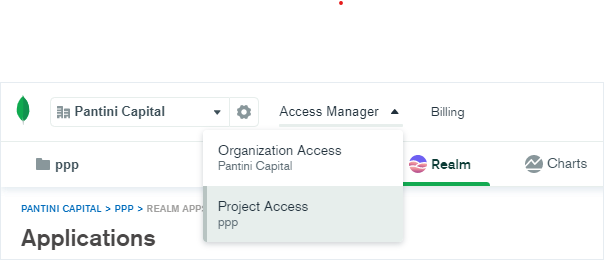 Pantini Capital
Access Manager
Billing
Organization Access
Pantini Capital
ppp
Realm
Charts
Project Access
ppp
PANTINI CAPITAL > PPP > REALM APPS
Applications